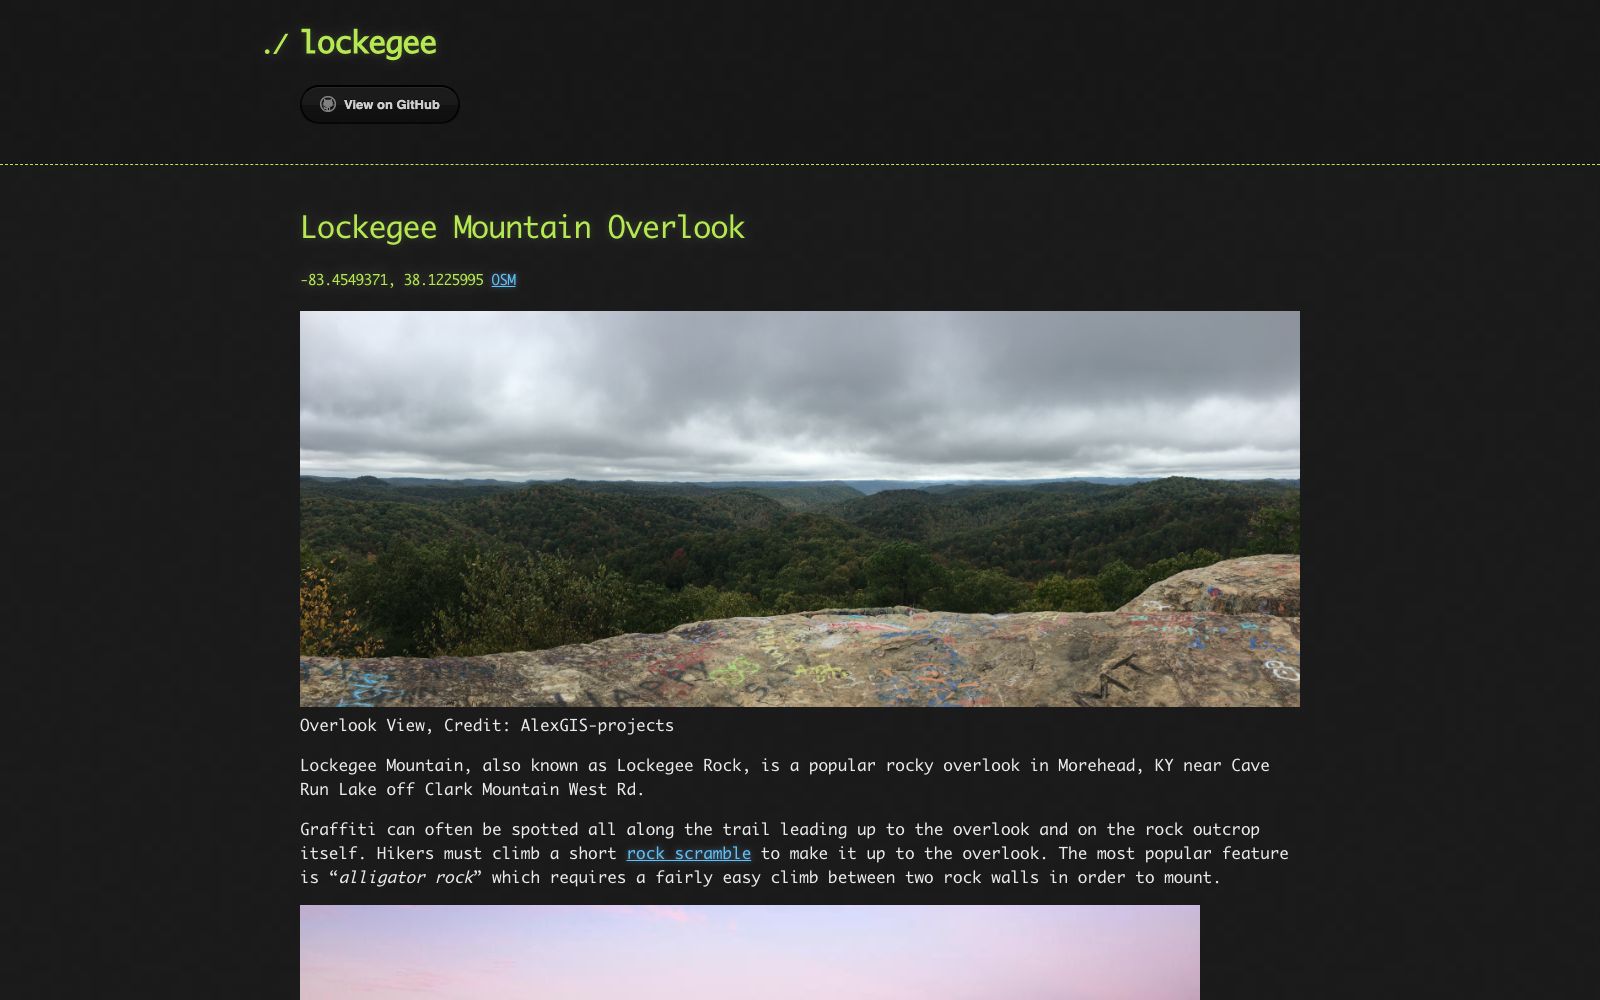 ./ lockegee
View on GitHub
Lockegee Mountain Overlook
-83.4549371, 38.1225995 OSM
Overlook View, Credit: AlexGIS-projects
Lockegee Mountain, also known as Lockegee Rock, is a popular rocky overlook in Morehead, KY near Cave
Run Lake off Clark Mountain West Rd.
Graffiti can often be spotted all along the trail leading up to the overlook and on the rock outcrop
itself. Hikers must climb a short rock scramble to make it up to the overlook. The most popular feature
is “alligator rock” which requires a fairly easy climb between two rock walls in order to mount.